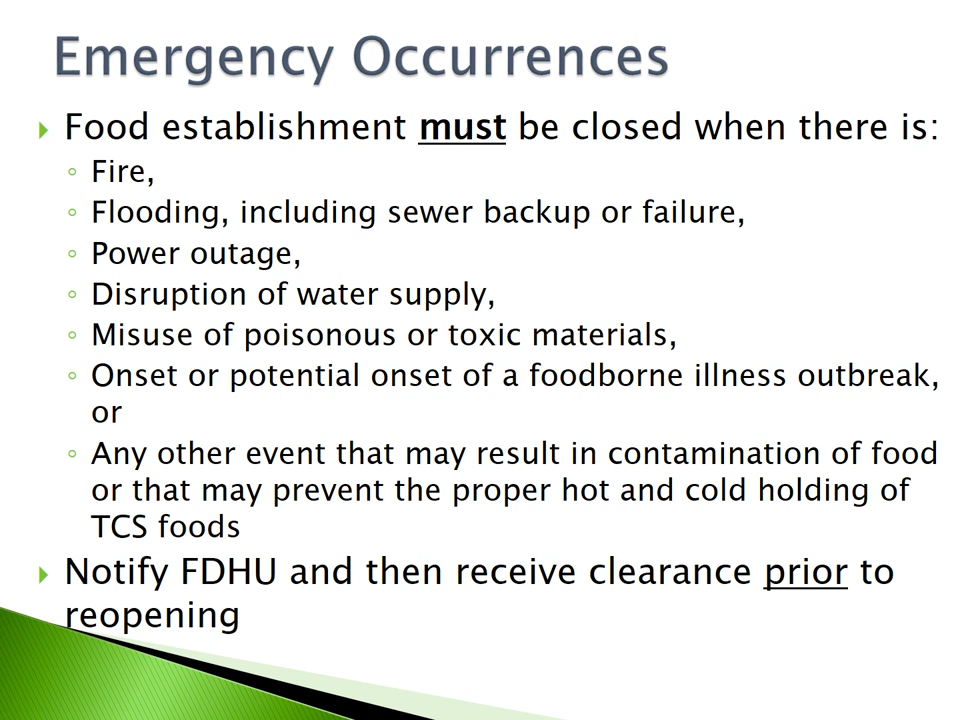 Emergency Occurrences
Food establishment must be closed when there is:
Fire,
Flooding, including sewer backup or failure,
Power outage,
Disruption of water supply,
Misuse of poisonous or toxic materials,
Onset or potential onset of a foodborne illness outbreak,
or
Any other event that may result in contamination of food
or that may prevent the proper hot and cold holding of
TCS foods
Notify FDHU and then receive clearance prior to
reopening